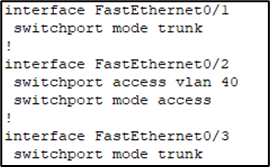 interface FastEthernet0/1
switchport mode trunk
!
interface FastEthernet0/2
switchport access vlan 40
switchport mode access
!
interface FastEthernet0/3
switchport mode trunk